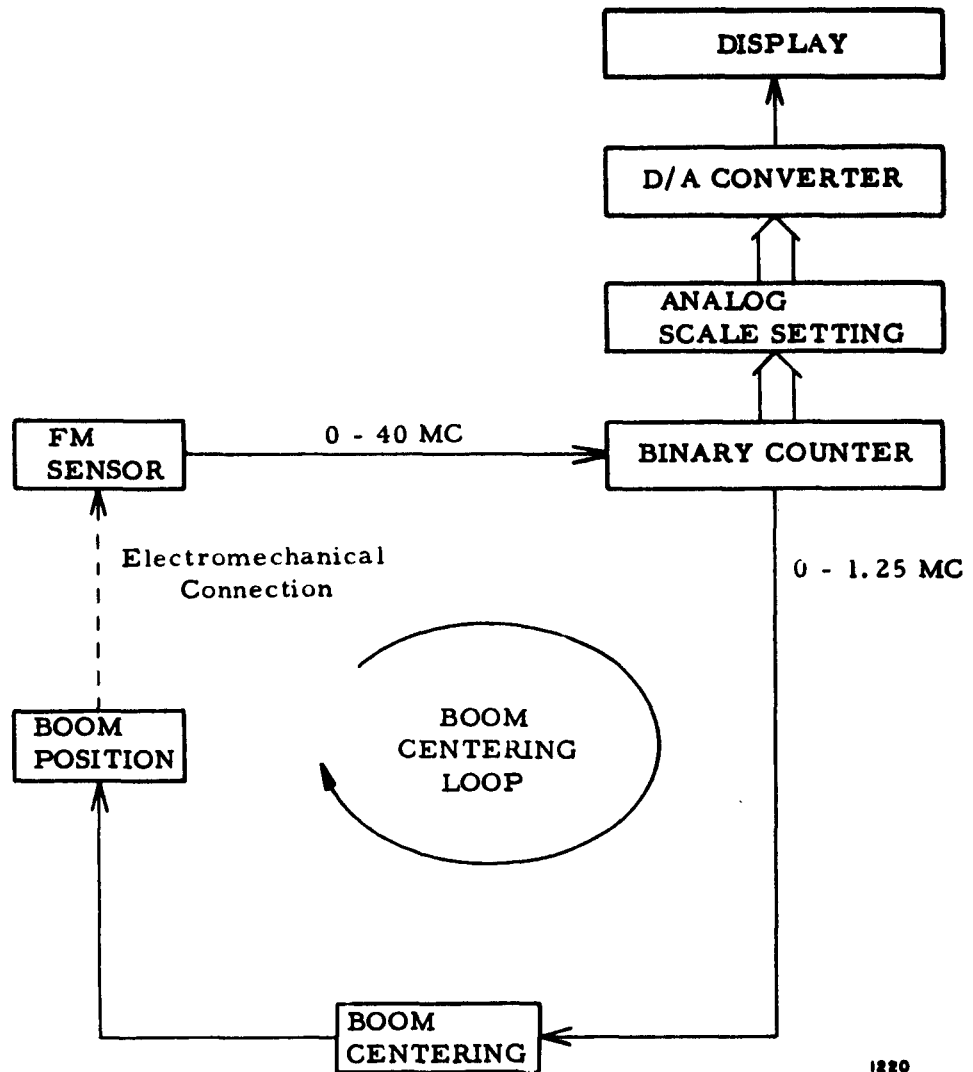 DISPLAY
D/A CONVERTER
ANALOG
SCALE SETTING
FM
SENSOR
0 - 40 MC
BINARY COUNTER
Electromechanical
Connection
0 - 1.25 MC
BOOM
POSITION
BOOM
CENTERING
LOOP
BOOM
CENTERING
1220